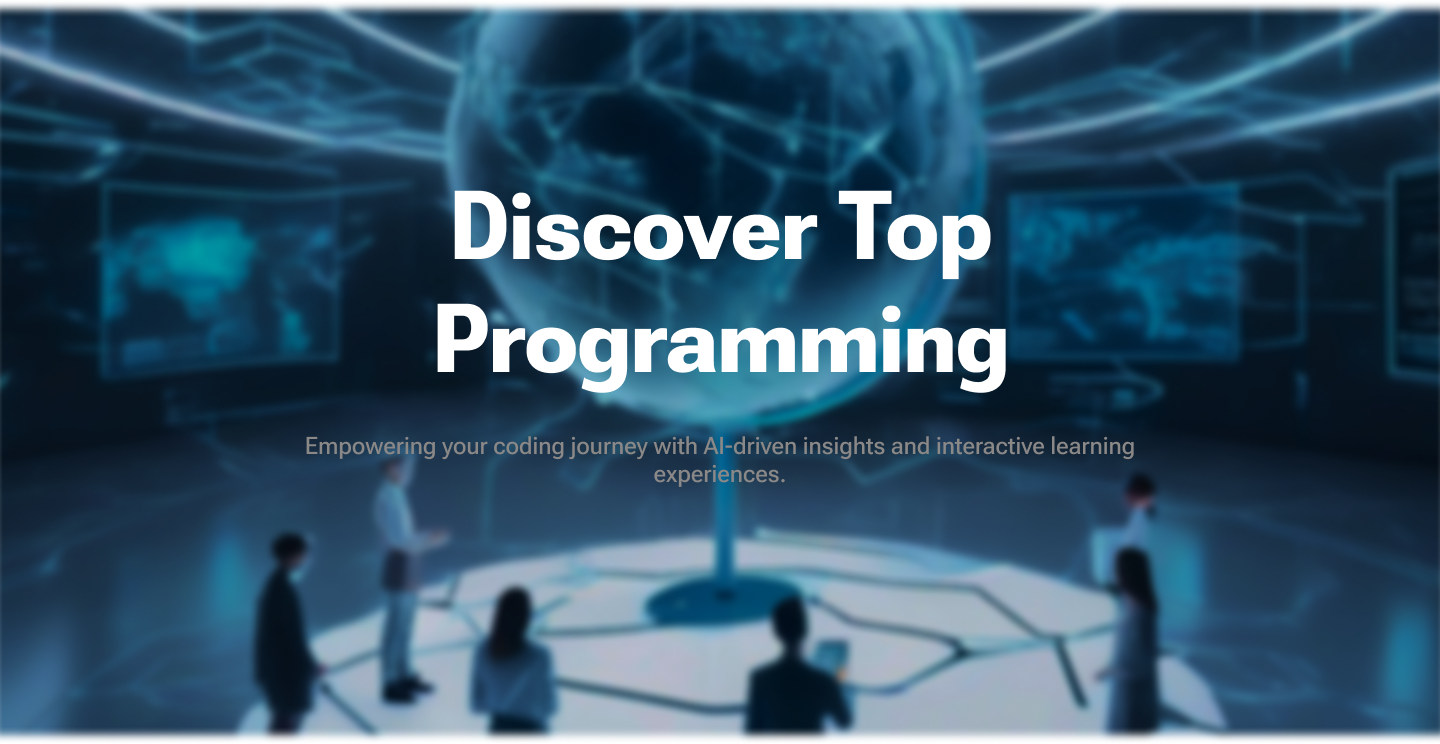 Discover Top
Programming
Empowering your coding journey with AI-driven insights and interactive learning
experiences.